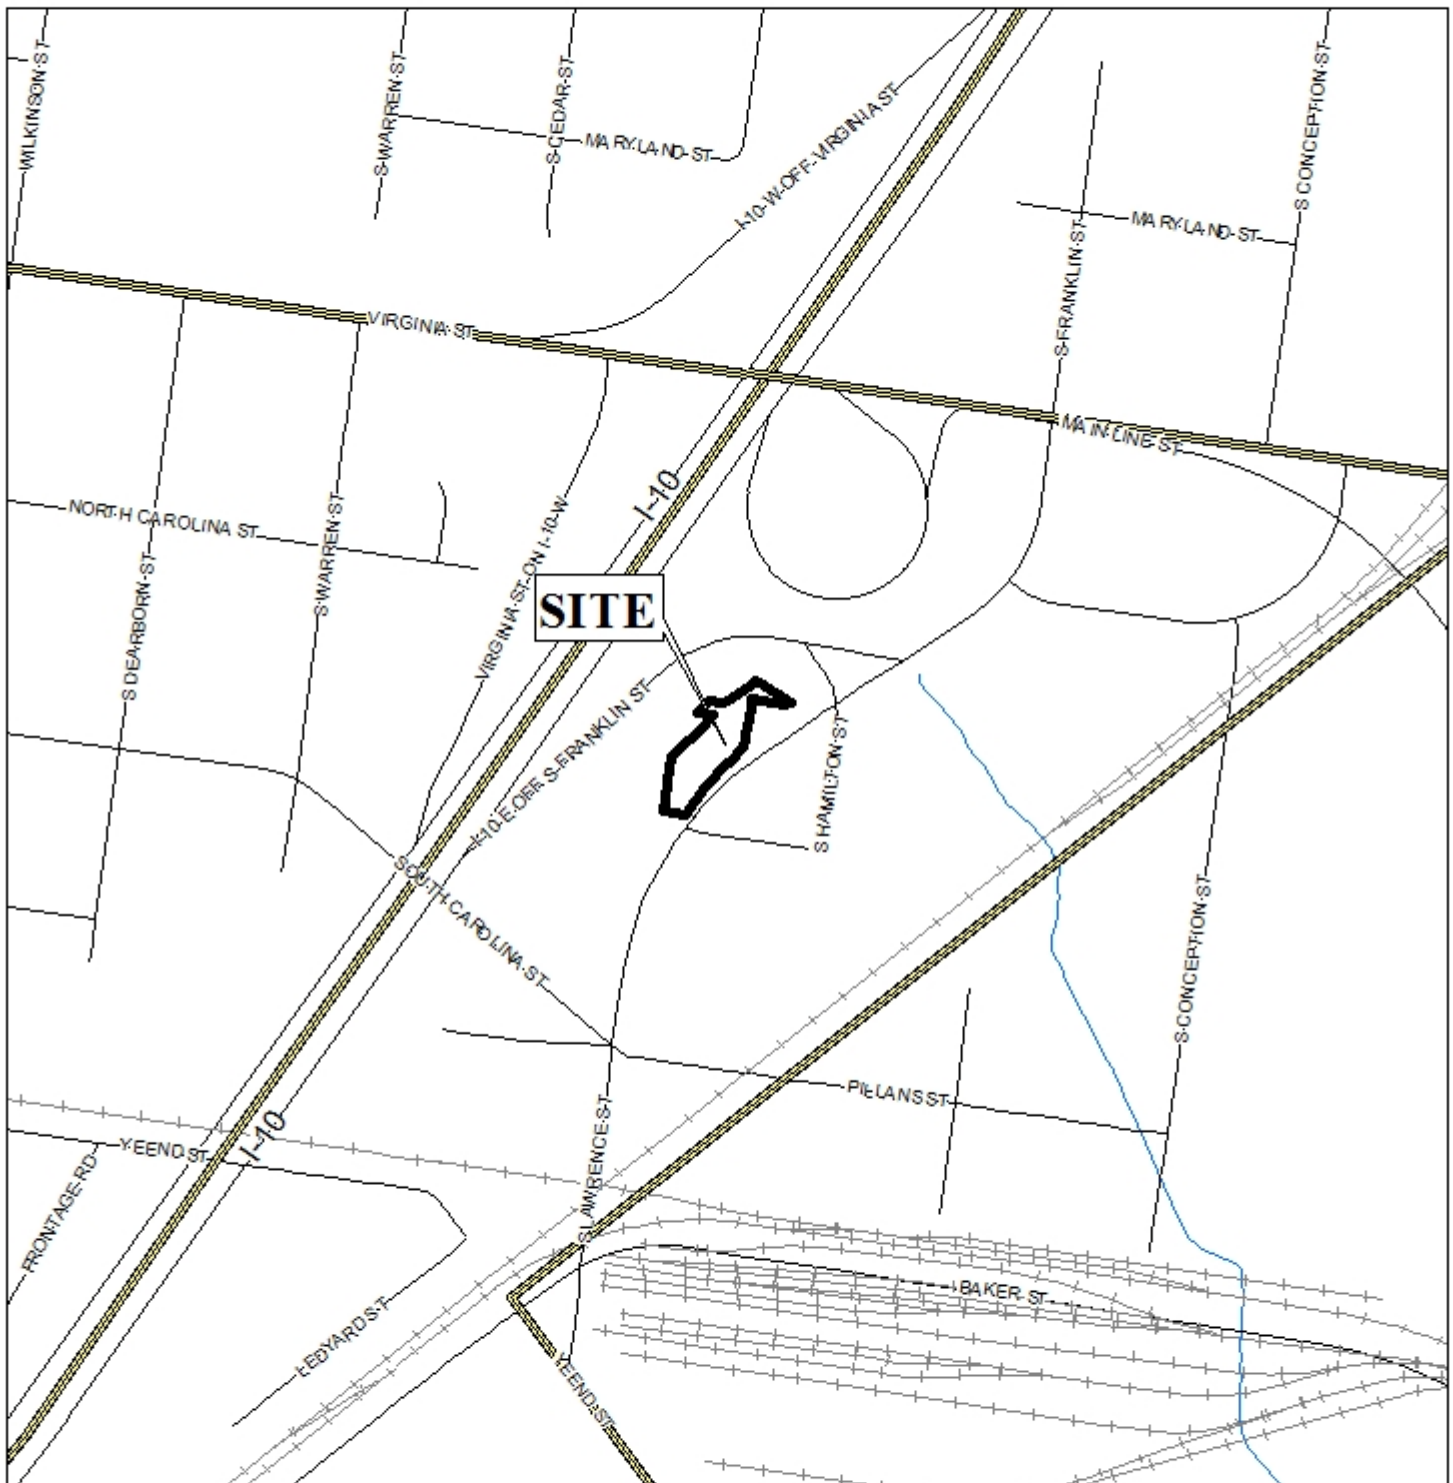 WILKINSON ST
S WARREN ST
S CEDAR ST
MARYLAND ST
I-10 W OFF VIRGINIA ST
S CONCEPTION ST
MARYLAND ST
S FRANKLIN ST
VIRGINIA ST
MAIN LINE ST
I-10
NORTH CAROLINA ST
S WARREN ST
S DEARBORN ST
VIRGINIA ST ON I-10 W
SITE
I-10 E OFF S FRANKLIN ST
S HAMILTON ST
SOUTH CAROLINA ST
S CONCEPTION ST
PILLANS ST
I-10
YEEND ST
FRONTAGE RD
S LAWRENCE ST
BAKER ST
LEDYARD ST
YEEND ST